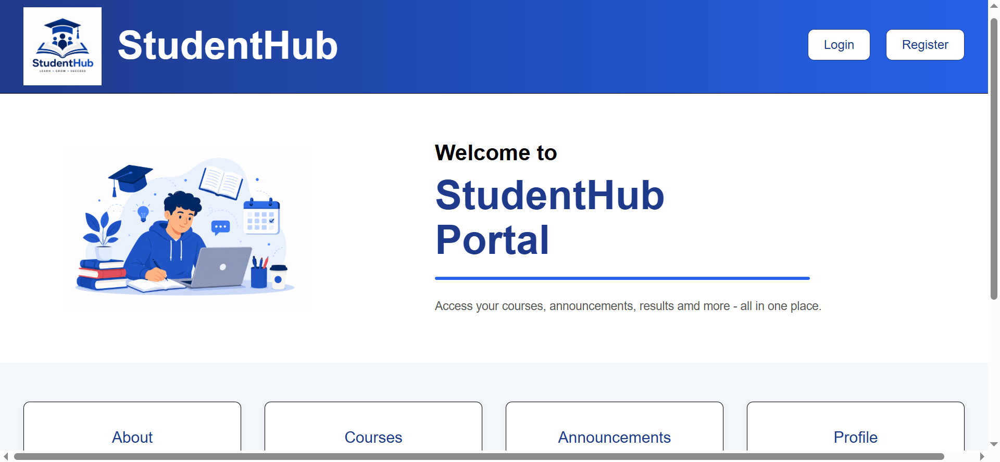 StudentHub
LEARN • GROW • SUCCEED
StudentHub
Login
Register
Welcome to
StudentHub
Portal
Access your courses, announcements, results amd more - all in one place.
About
Courses
Announcements
Profile